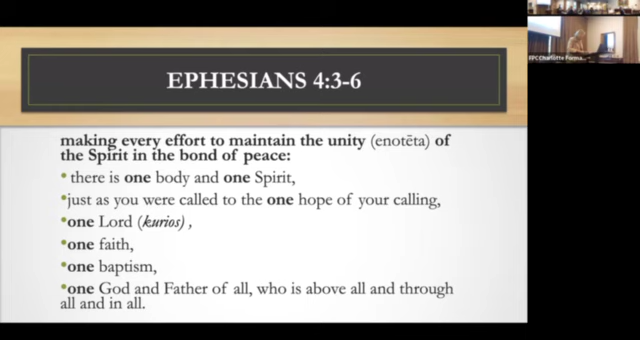 EPHESIANS 4:3-6
making every effort to maintain the unity (enotēta) of
the Spirit in the bond of peace:
• there is one body and one Spirit,
•just as you were called to the one hope of your calling,
•one Lord (kurios) ,
•one faith,
•one baptism,
•one God and Father of all, who is above all and through
all and in all.